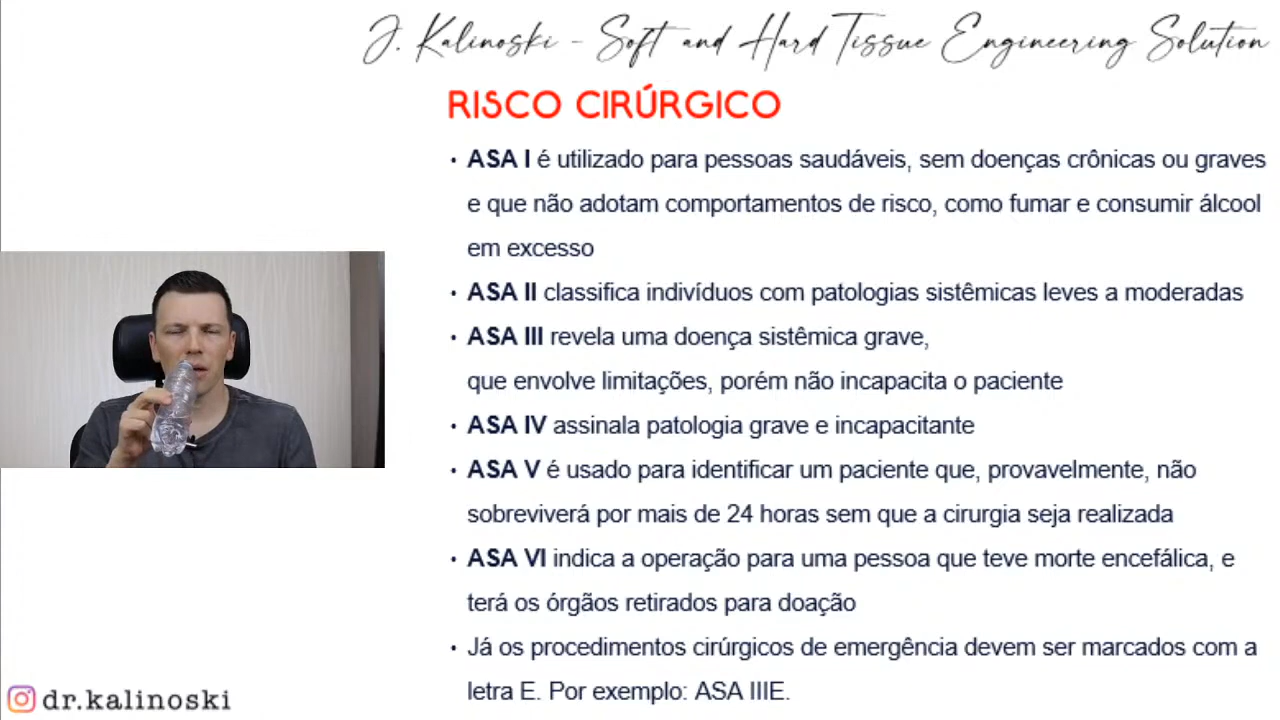 J. Kalinoski - Soft and Hard Tissue Engineering Solution
RISCO CIRÚRGICO
• ASA I é utilizado para pessoas saudáveis, sem doenças crônicas ou graves
e que não adotam comportamentos de risco, como fumar e consumir álcool
em excesso
• ASA II classifica indivíduos com patologias sistêmicas leves a moderadas
• ASA III revela uma doença sistêmica grave,
que envolve limitações, porém não incapacita o paciente
• ASA IV assinala patologia grave e incapacitante
• ASA V é usado para identificar um paciente que, provavelmente, não
sobreviverá por mais de 24 horas sem que a cirurgia seja realizada
• ASA VI indica a operação para uma pessoa que teve morte encefálica, e
terá os órgãos retirados para doação
• Já os procedimentos cirúrgicos de emergência devem ser marcados com a
letra E. Por exemplo: ASA IIIE.
dr.kalinoski